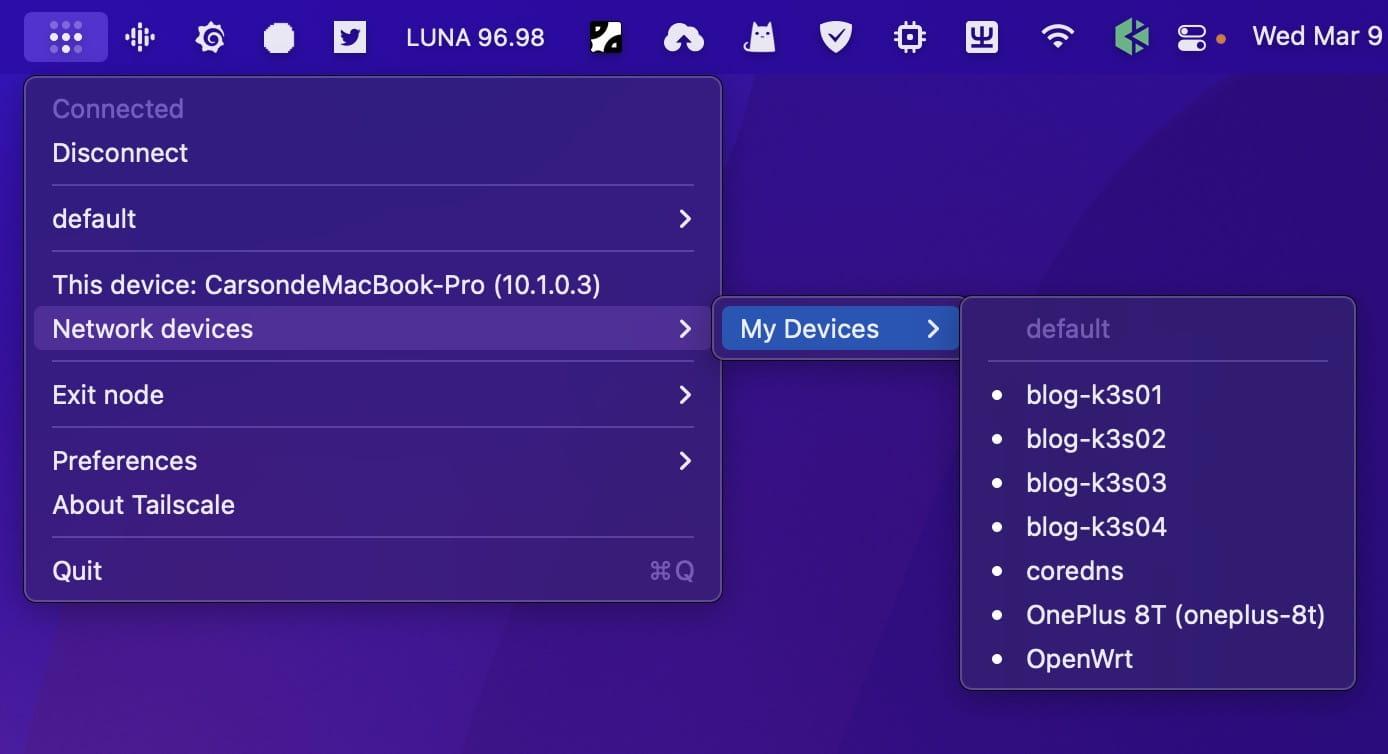 LUNA 96.98
Wed Mar 9
Connected
Disconnect
default
This device: CarsondeMacBook-Pro (10.1.0.3)
Network devices
Exit node
Preferences
About Tailscale
Quit ⌘Q
My Devices
default
blog-k3s01
blog-k3s02
blog-k3s03
blog-k3s04
coredns
OnePlus 8T (oneplus-8t)
OpenWrt